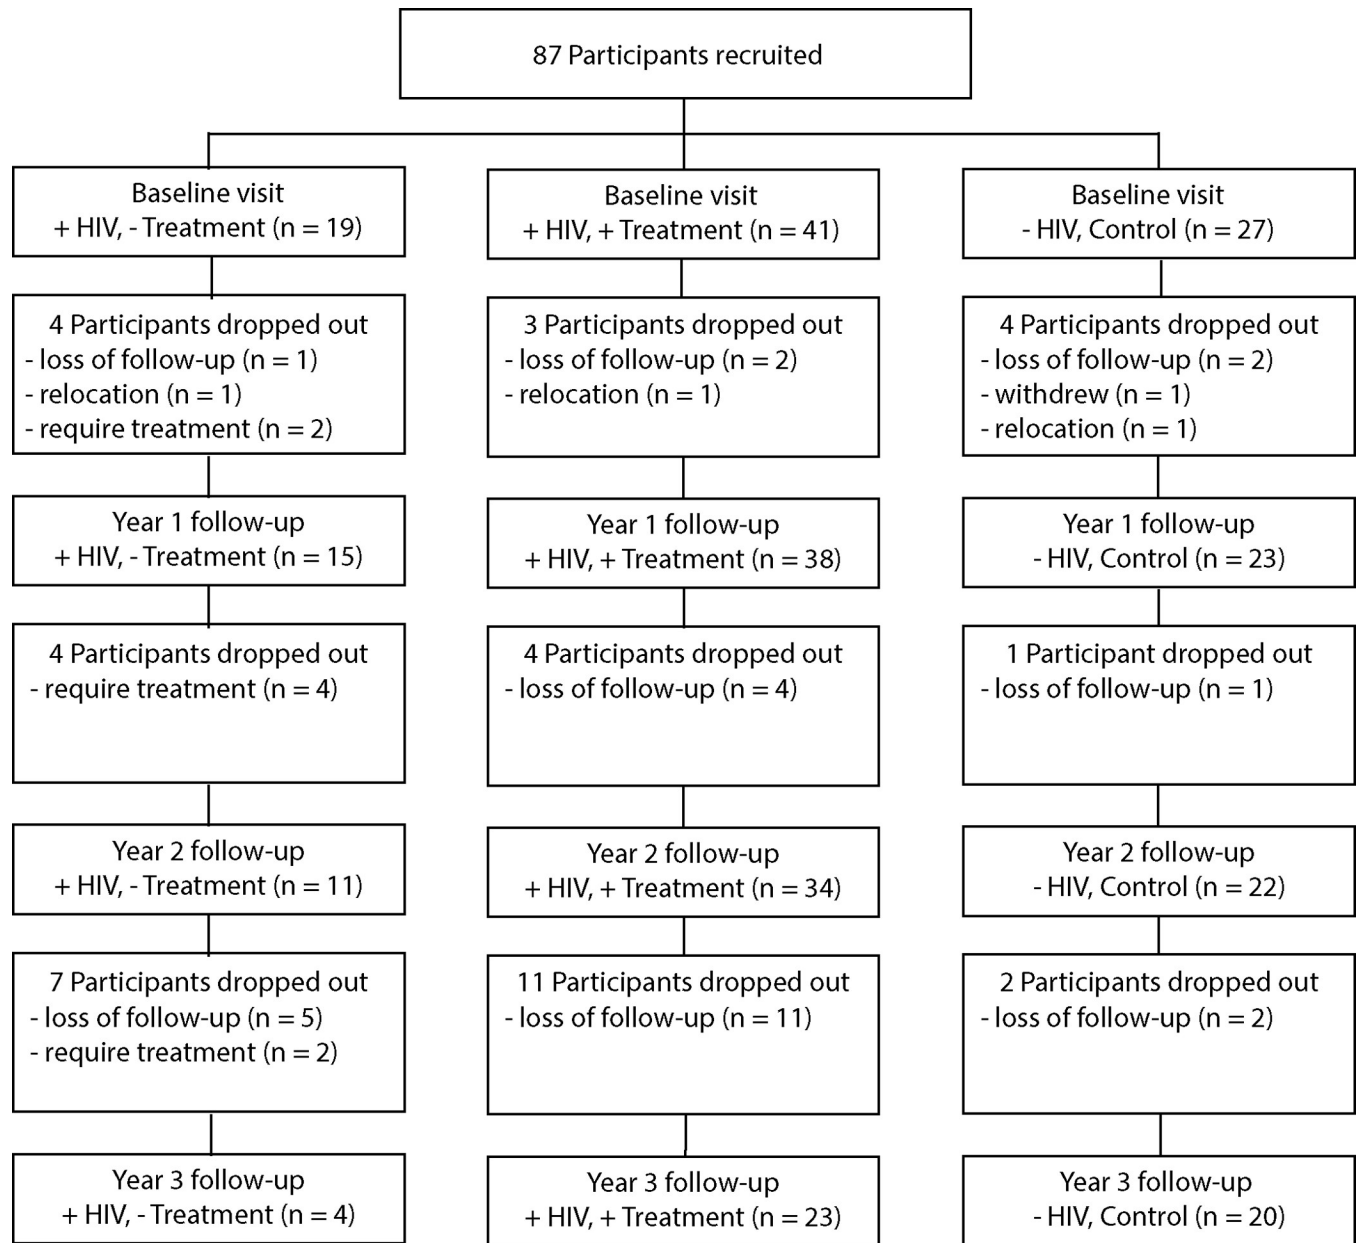 87 Participants recruited
Baseline visit
+ HIV, - Treatment (n = 19)
Baseline visit
+ HIV, + Treatment (n = 41)
Baseline visit
- HIV, Control (n = 27)
4 Participants dropped out
- loss of follow-up (n = 1)
- relocation (n = 1)
- require treatment (n = 2)
3 Participants dropped out
- loss of follow-up (n = 2)
- relocation (n = 1)
4 Participants dropped out
- loss of follow-up (n = 2)
- withdrew (n = 1)
- relocation (n = 1)
Year 1 follow-up
+ HIV, - Treatment (n = 15)
Year 1 follow-up
+ HIV, + Treatment (n = 38)
Year 1 follow-up
- HIV, Control (n = 23)
4 Participants dropped out
- require treatment (n = 4)
4 Participants dropped out
- loss of follow-up (n = 4)
1 Participant dropped out
- loss of follow-up (n = 1)
Year 2 follow-up
+ HIV, - Treatment (n = 11)
Year 2 follow-up
+ HIV, + Treatment (n = 34)
Year 2 follow-up
- HIV, Control (n = 22)
7 Participants dropped out
- loss of follow-up (n = 5)
- require treatment (n = 2)
11 Participants dropped out
- loss of follow-up (n = 11)
2 Participants dropped out
- loss of follow-up (n = 2)
Year 3 follow-up
+ HIV, - Treatment (n = 4)
Year 3 follow-up
+ HIV, + Treatment (n = 23)
Year 3 follow-up
- HIV, Control (n = 20)